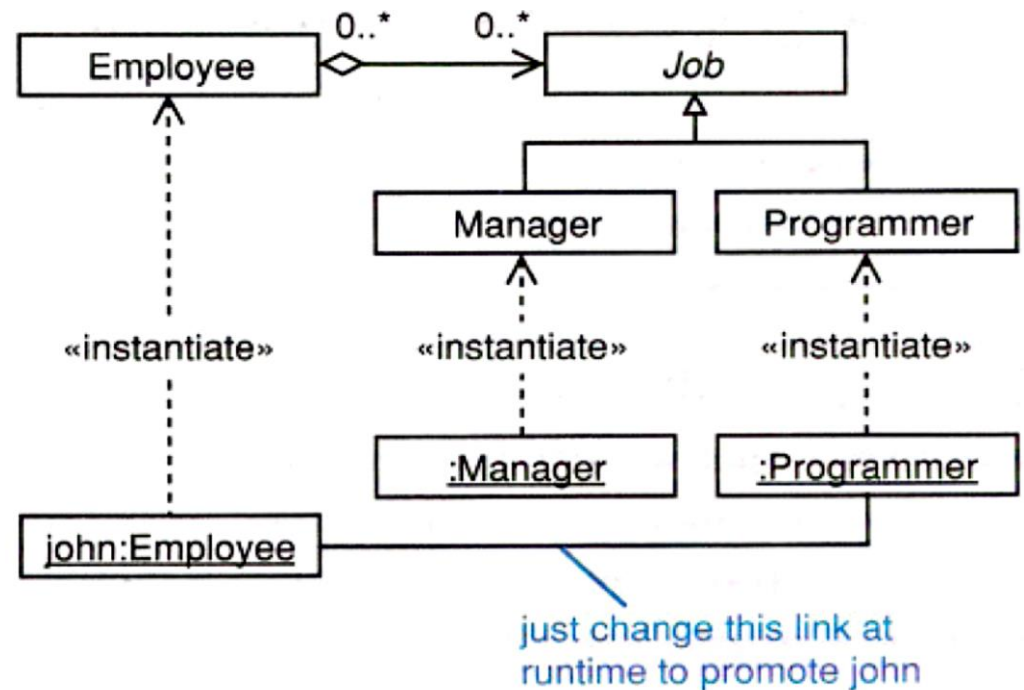 0..* 0..*
Employee Job
Manager Programmer
«instantiate» «instantiate» «instantiate»
:Manager :Programmer
john:Employee
just change this link at
runtime to promote john